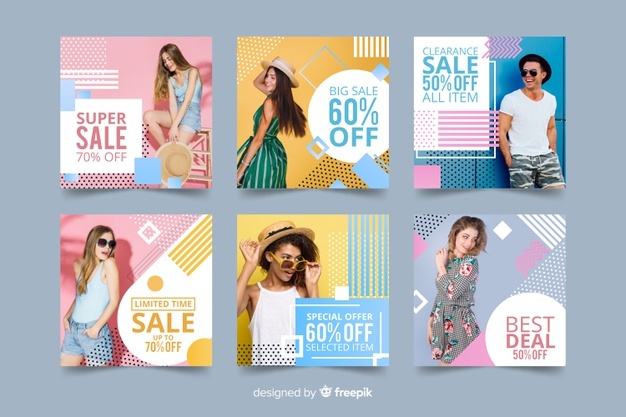 SUPER
SALE
70% OFF
BIG SALE
60%
OFF
CLEARANCE
SALE
50% OFF
ALL ITEM
LIMITED TIME
SALE
UP TO
70% OFF
SPECIAL OFFER
60% OFF
SELECTED ITEM
BEST
DEAL
50% OFF
designed by freepik